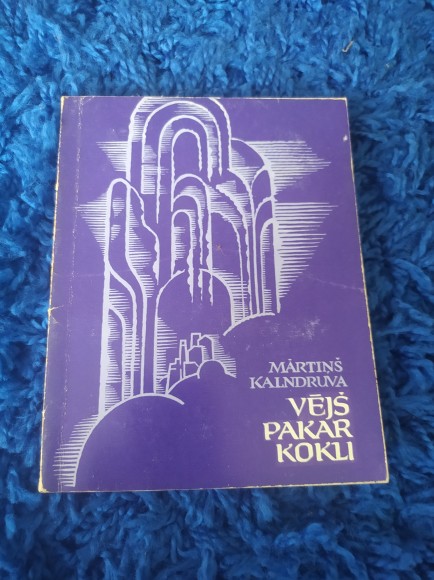 MĀRTIŅŠ
KALNDRUVA
VĒJŠ
PAKAR
KOKLI